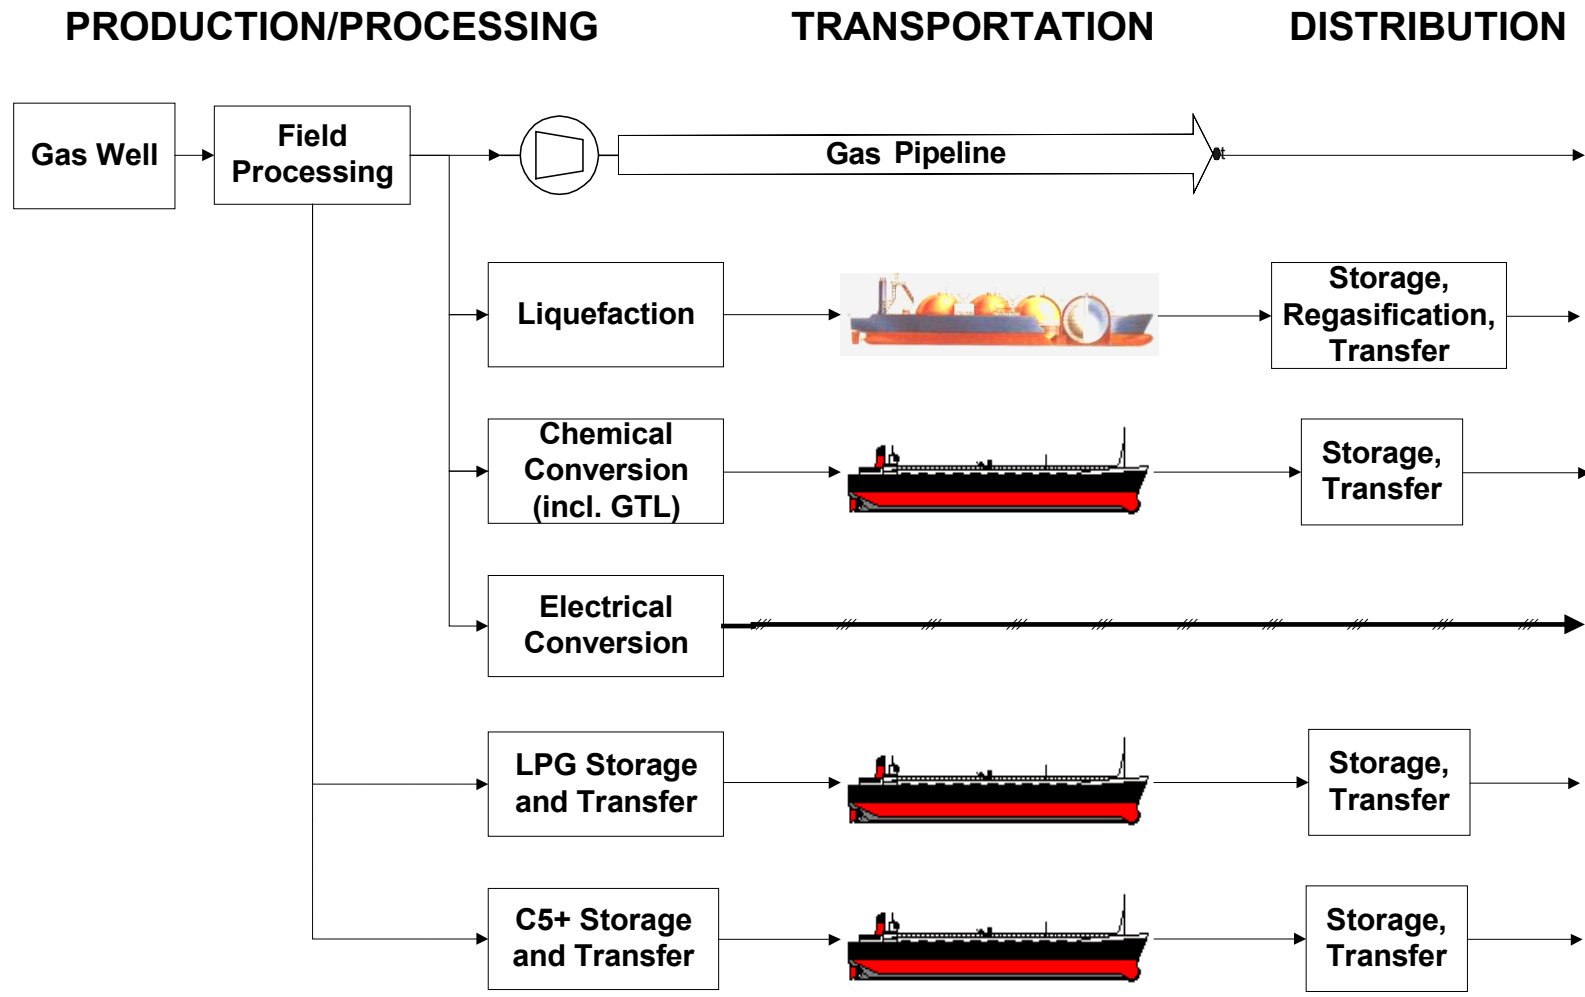 PRODUCTION/PROCESSING
TRANSPORTATION
DISTRIBUTION
Gas Well
Field
Processing
Gas Pipeline
Liquefaction
Storage,
Regasification,
Transfer
Chemical
Conversion
(incl. GTL)
Storage,
Transfer
Electrical
Conversion
LPG Storage
and Transfer
Storage,
Transfer
C5+ Storage
and Transfer
Storage,
Transfer